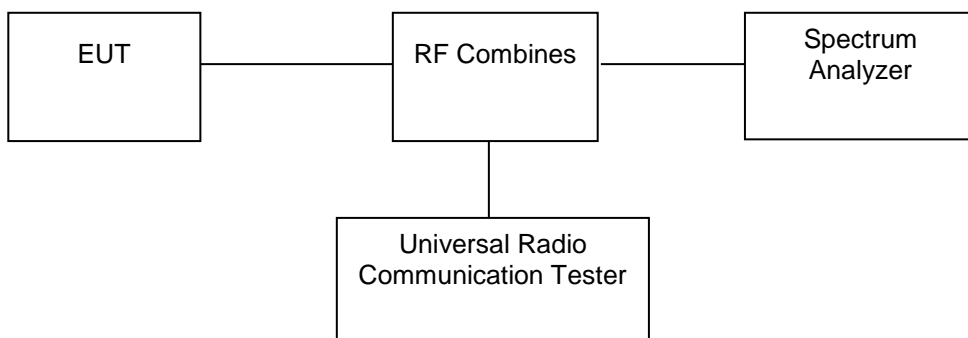 EUT
RF Combines
Spectrum
Analyzer
Universal Radio
Communication Tester